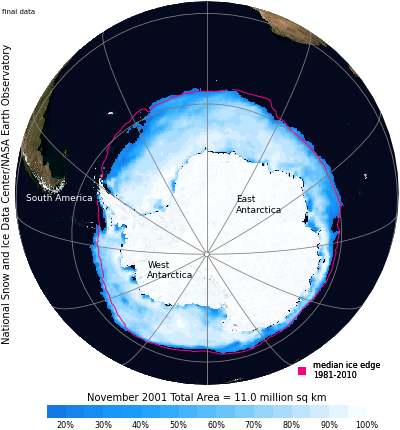 final data
National Snow and Ice Data Center/NASA Earth Observatory
South America
East
Antarctica
West
Antarctica
median ice edge
1981-2010
November 2001 Total Area = 11.0 million sq km
20% 30% 40% 50% 60% 70% 80% 90% 100%